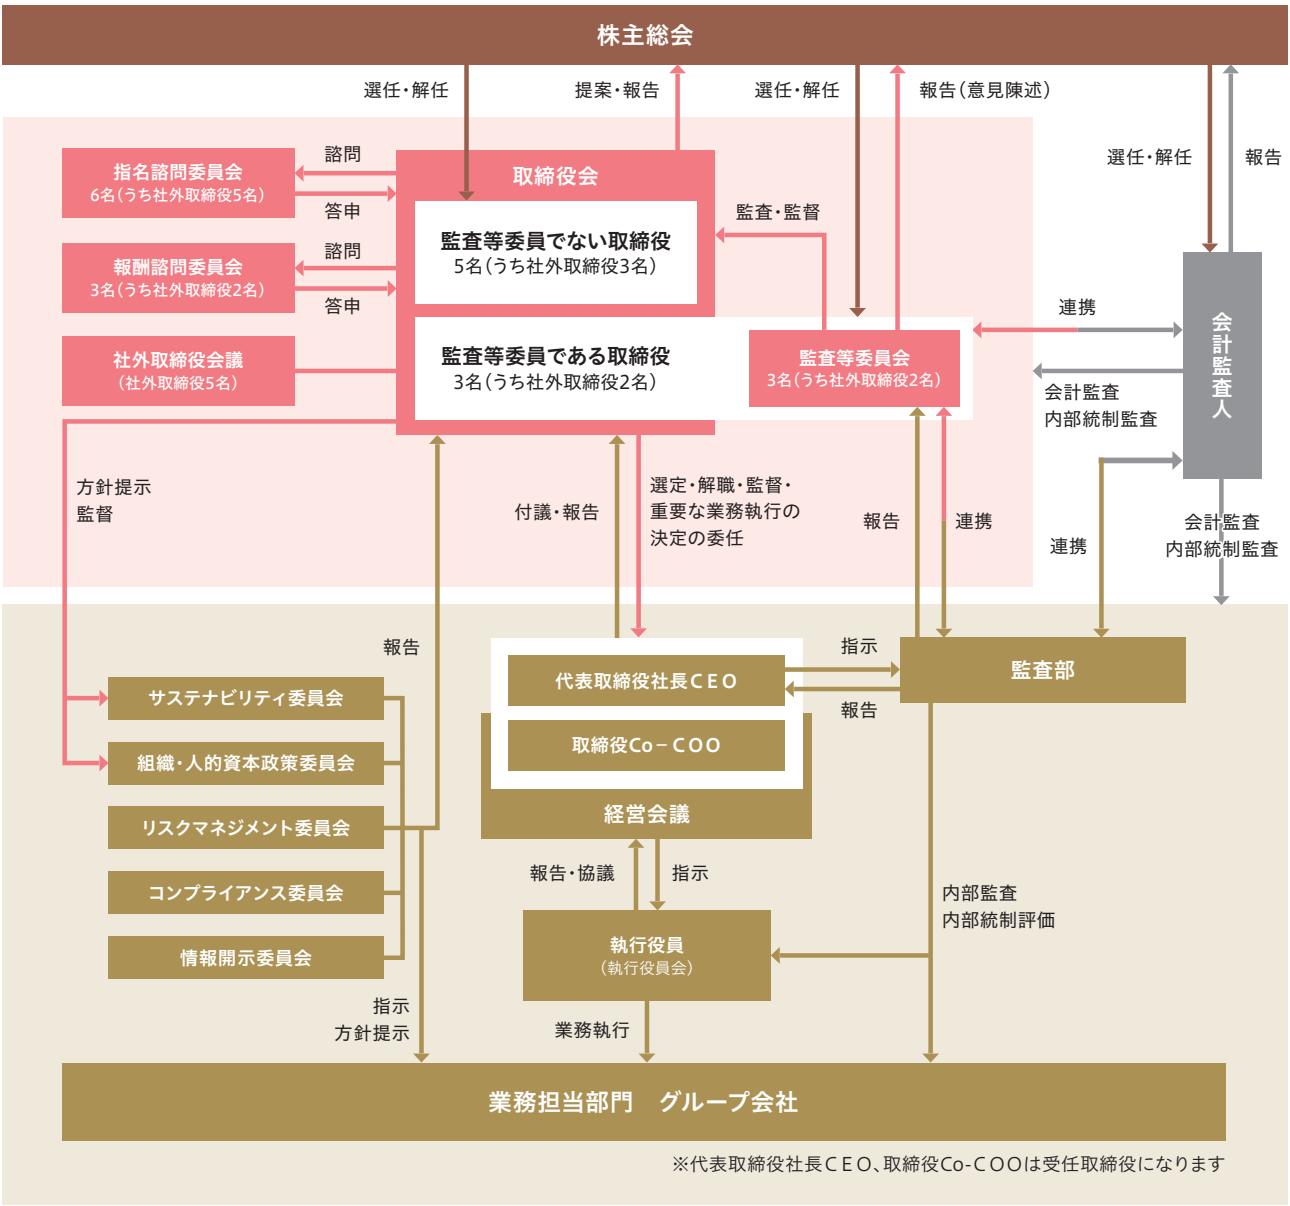 株主総会
選任・解任
提案・報告
選任・解任
報告（意見陳述）
選任・解任
報告
指名諮問委員会
6名（うち社外取締役5名）
諮問
答申
取締役会
監査等委員でない取締役
5名（うち社外取締役3名）
監査・監督
報酬諮問委員会
3名（うち社外取締役2名）
諮問
答申
社外取締役会議
（社外取締役5名）
監査等委員である取締役
3名（うち社外取締役2名）
監査等委員会
3名（うち社外取締役2名）
連携
会計監査人
会計監査
内部統制監査
方針提示
監督
付議・報告
選定・解職・監督・
重要な業務執行の
決定の委任
報告
連携
連携
会計監査
内部統制監査
報告
代表取締役社長CEO
取締役Co－COO
経営会議
指示
報告
監査部
サステナビリティ委員会
組織・人的資本政策委員会
リスクマネジメント委員会
コンプライアンス委員会
情報開示委員会
報告・協議
指示
執行役員
（執行役員会）
内部監査
内部統制評価
指示
方針提示
業務執行
業務担当部門　グループ会社
※代表取締役社長CEO、取締役Co-COOは受任取締役になります